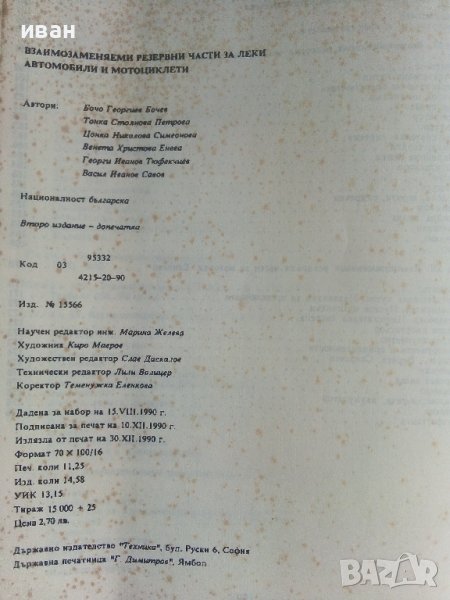 иван
ВЗАИМОЗАМЕНЯЕМИ РЕЗЕРВНИ ЧАСТИ ЗА ЛЕКИ
АВТОМОБИЛИ И МОТОЦИКЛЕТИ
Автори: Бочо Георгиев Бочев
Тонка Стоянова Петрова
Цонка Николова Симеонова
Венета Христова Енева
Георги Иванов Тюфекчиев
Васил Иванов Савов
Националност българска
Второ издание – допечатка
95332
Код 03
4215–20–90
Изд. № 15566
Научен редактор инж. Марина Желева
Художник Киро Мавров
Художествен редактор Слав Даскалов
Технически редактор Лили Волицер
Коректор Теменужка Еленкова
Дадена за набор на 15.VIII.1990 г.
Подписана за печат на 10.XII.1990 г.
Излязла от печат на 30.XII.1990 г.
Формат 70 × 100/16
Печ. коли 11,25
Изд. коли 14,58
УИК 13,15
Тираж 15 000 + 25
Цена 2,70 лв.
Държавно издателство "Техника", бул. Руски 6, София
Държавна печатница "Г. Димитров", Ямбол
BAZAR.bg